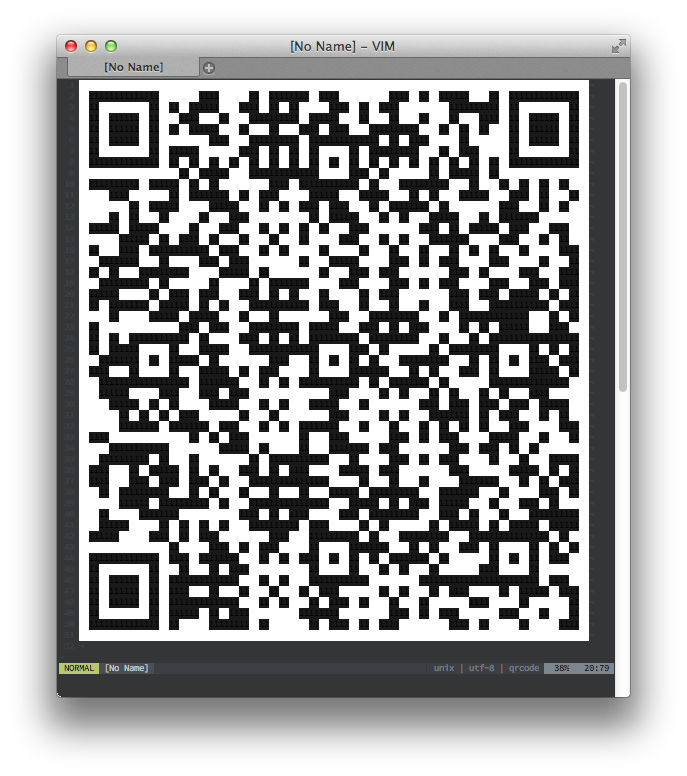 [No Name] – VIM
[No Name]
NORMAL [No Name] unix | utf-8 | qrcode 38% 20:79